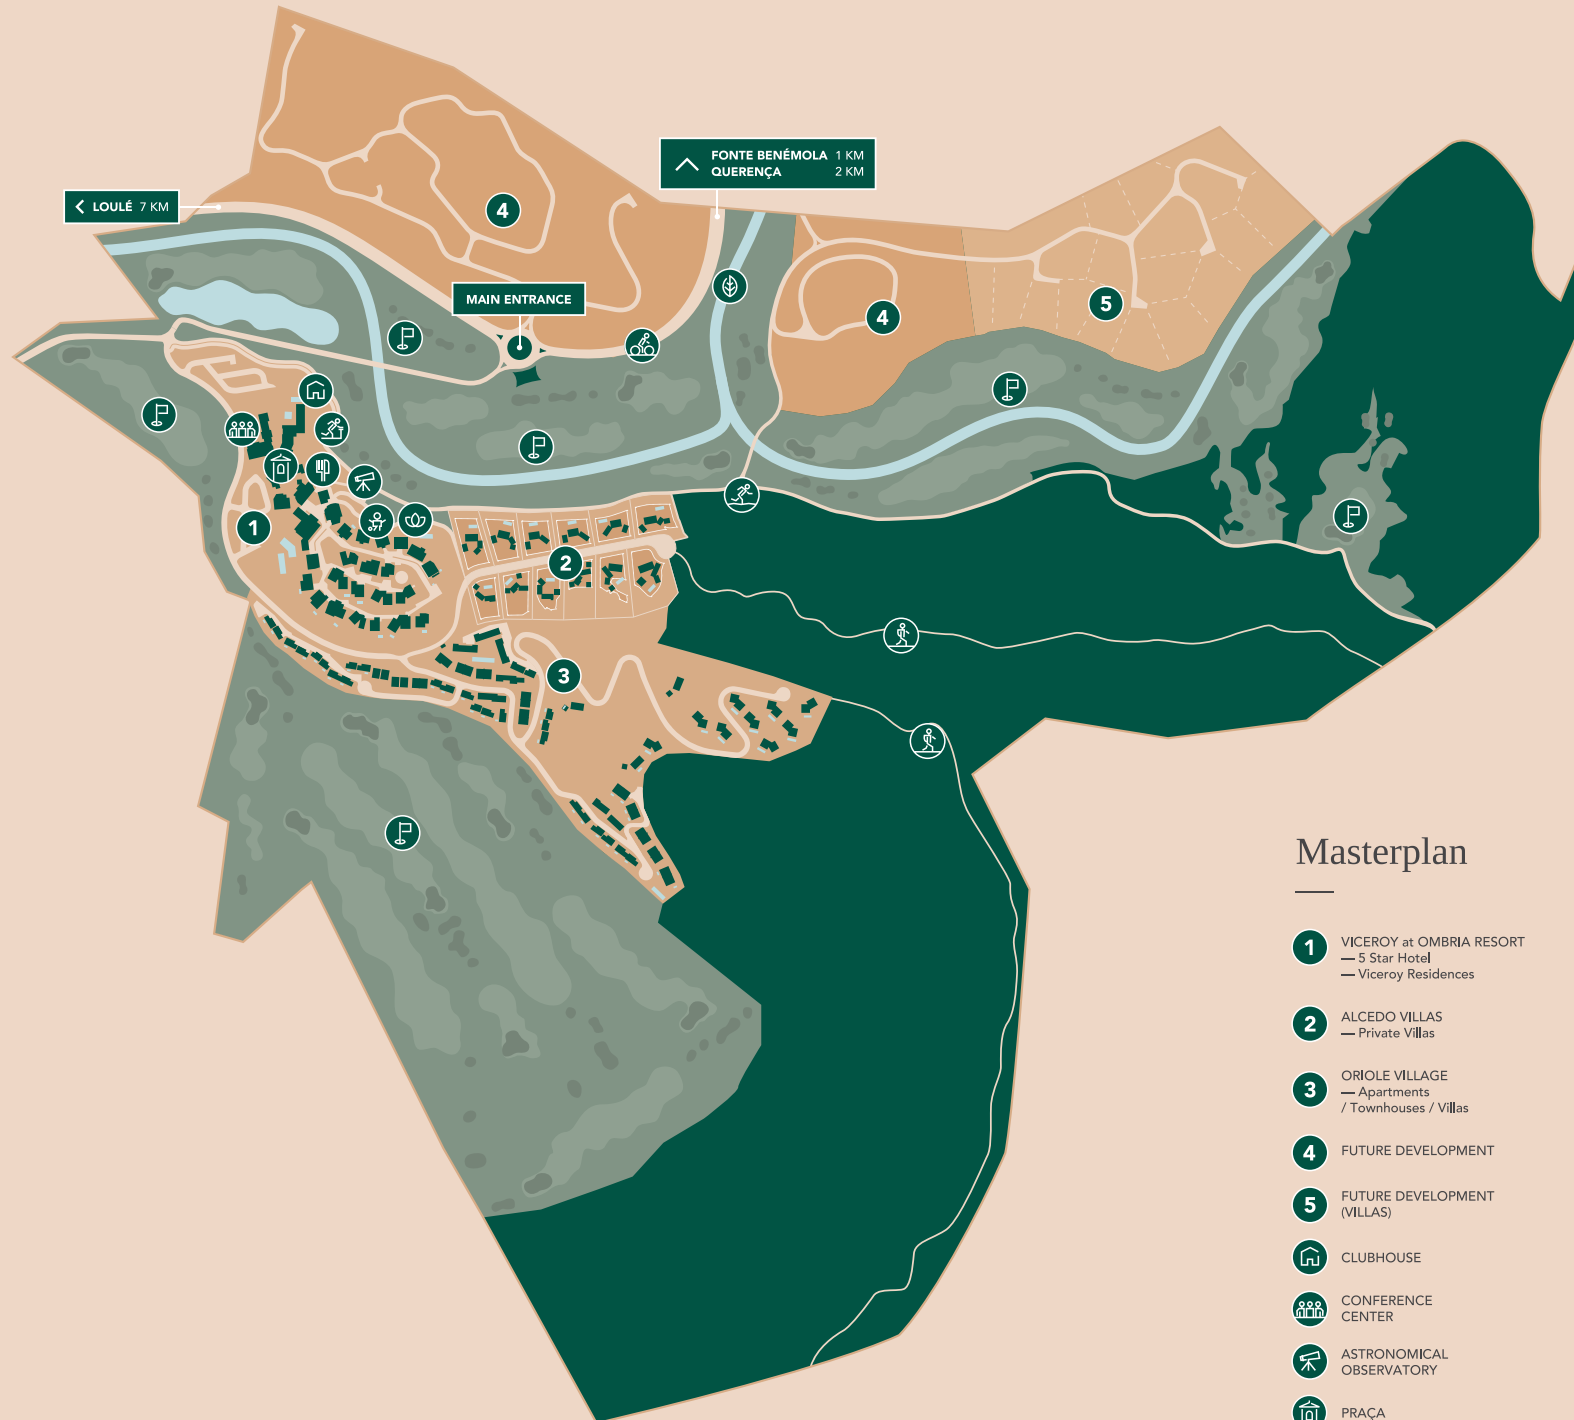 FONTE BENÉMOLA 1 KM
QUERENÇA 2 KM
LOULÉ 7 KM
4
MAIN ENTRANCE
4
5
1
2
3
Masterplan
1
VICEROY at OMBRIA RESORT
— 5 Star Hotel
— Viceroy Residences
2
ALCEDO VILLAS
— Private Villas
3
ORIOLE VILLAGE
— Apartments
/ Townhouses / Villas
4
FUTURE DEVELOPMENT
5
FUTURE DEVELOPMENT
(VILLAS)
CLUBHOUSE
CONFERENCE
CENTER
ASTRONOMICAL
OBSERVATORY
PRAÇA